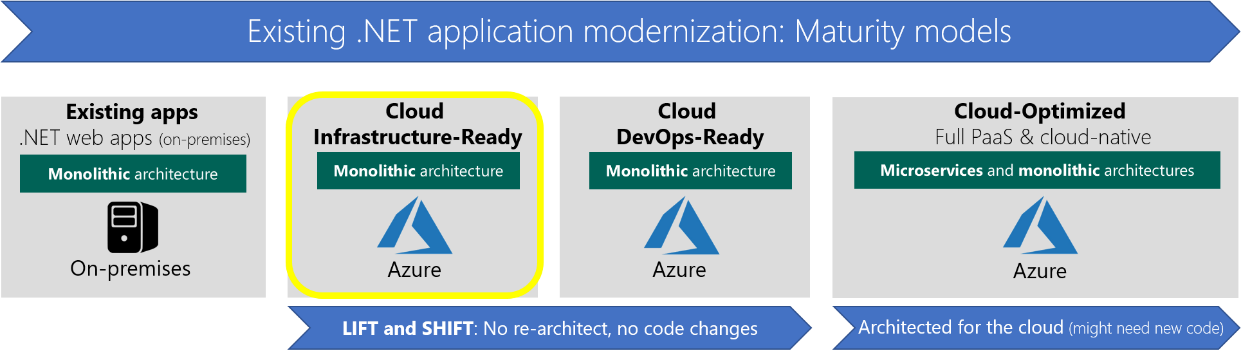 Existing .NET application modernization: Maturity models
Existing apps
.NET web apps (on-premises)
Monolithic architecture
On-premises
Cloud
Infrastructure-Ready
Monolithic architecture
Azure
Cloud
DevOps-Ready
Monolithic architecture
Azure
Cloud-Optimized
Full PaaS & cloud-native
Microservices and monolithic architectures
Azure
LIFT and SHIFT: No re-architect, no code changes
Architected for the cloud (might need new code)